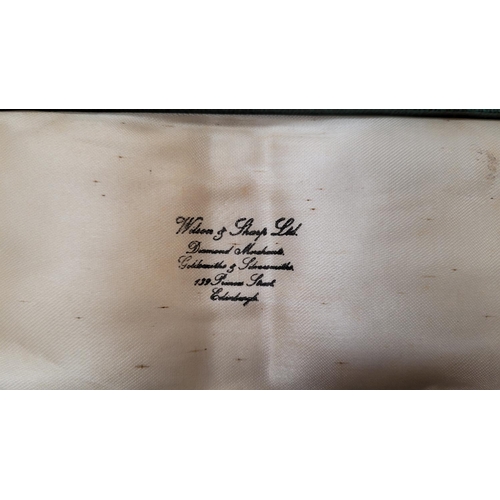 Wilson & Sharp Ltd.
Diamond Merchants,
Goldsmiths & Silversmiths,
139 Princes Street,
Edinburgh.